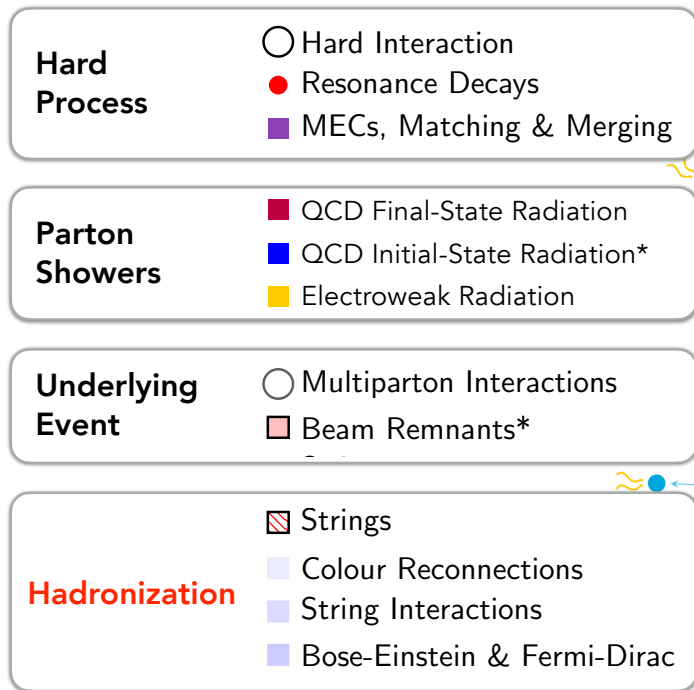 Hard
Process
Hard Interaction
Resonance Decays
MECs, Matching & Merging
Parton
Showers
QCD Final-State Radiation
QCD Initial-State Radiation*
Electroweak Radiation
Underlying
Event
Multiparton Interactions
Beam Remnants*
Hadronization
Strings
Colour Reconnections
String Interactions
Bose-Einstein & Fermi-Dirac